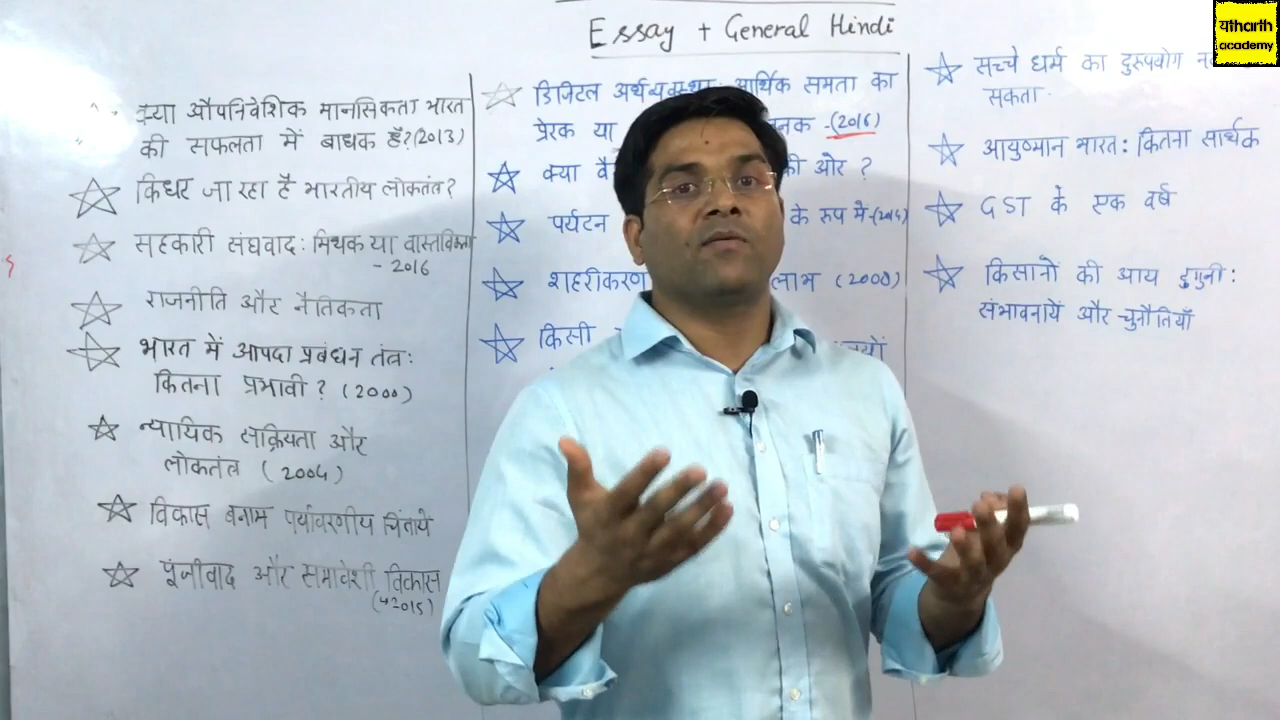 Essay + General Hindi
यथार्थ
academy
क्या औपनिवेशिक मानसिकता भारत
की सफलता में बाधक है?(2013)
किधर जा रहा है भारतीय लोकतंत्र?
सहकारी संघवाद: मिथक या वास्तविकता
- 2016
राजनीति और नैतिकता
भारत में आपदा प्रबंधन तंत्र:
कितना प्रभावी ? (2000)
न्यायिक सक्रियता और
लोकतंत्र (2004)
विकास बनाम पर्यावरणीय चिंतायें
पूंजीवाद और समावेशी विकास
(2015)
डिजिटल अर्थव्यवस्था: आर्थिक समता का
प्रेरक या -(2016)
क्या की ओर ?
पर्यटन के रुप में-
शहरीकरण लाभ (2000)
किसी
सच्चे धर्म का दुरुपयोग
सकता
आयुष्मान भारत: कितना सार्थक
GST के एक वर्ष
किसानों की आय दुगुनी:
संभावनायें और चुनौतियाँ